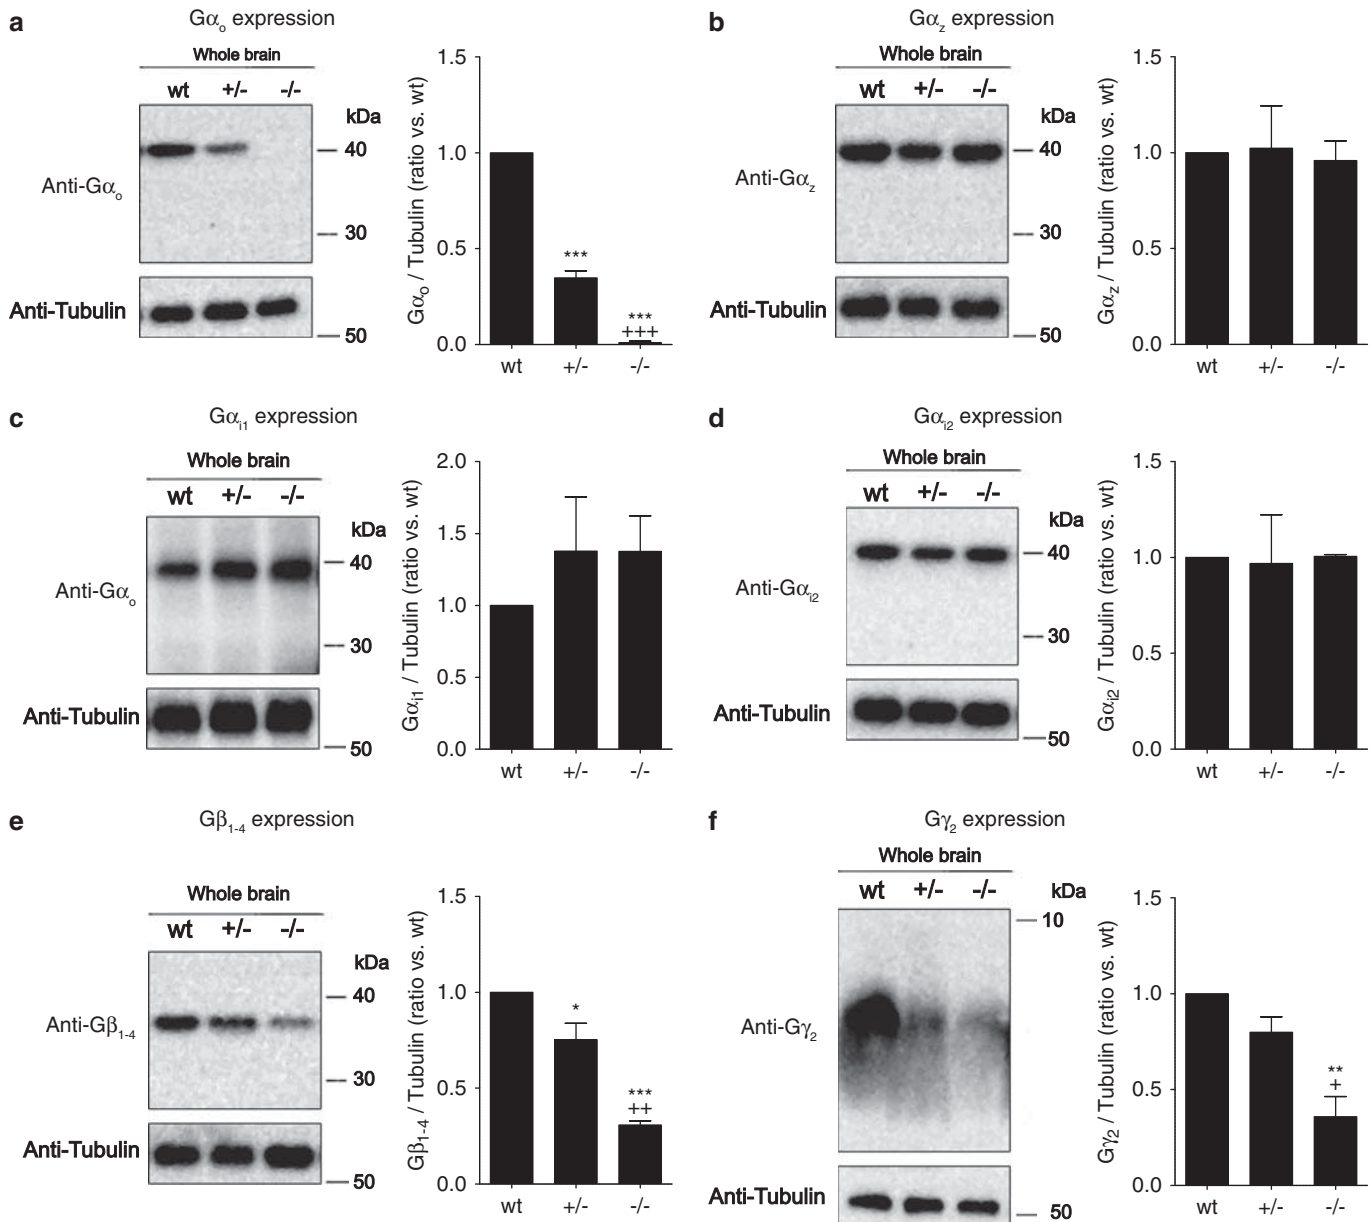 a
Gαo expression
Whole brain
wt +/- -/-
kDa
40
Anti-Gαo
30
Anti-Tubulin
50
Gαo / Tubulin (ratio vs. wt)
1.5
1.0
0.5
0.0
***
***
+++
wt +/- -/-
b
Gαz expression
Whole brain
wt +/- -/-
kDa
40
Anti-Gαz
30
Anti-Tubulin
50
Gαz / Tubulin (ratio vs. wt)
1.5
1.0
0.5
0.0
wt +/- -/-
c
Gαi1 expression
Whole brain
wt +/- -/-
kDa
40
Anti-Gαo
30
Anti-Tubulin
50
Gαi1 / Tubulin (ratio vs. wt)
2.0
1.5
1.0
0.5
0.0
wt +/- -/-
d
Gαi2 expression
Whole brain
wt +/- -/-
kDa
40
Anti-Gαi2
30
Anti-Tubulin
50
Gαi2 / Tubulin (ratio vs. wt)
1.5
1.0
0.5
0.0
wt +/- -/-
e
Gβ1-4 expression
Whole brain
wt +/- -/-
kDa
40
Anti-Gβ1-4
30
Anti-Tubulin
50
Gβ1-4 / Tubulin (ratio vs. wt)
1.5
1.0
0.5
0.0
*
***
++
wt +/- -/-
f
Gγ2 expression
Whole brain
wt +/- -/-
kDa
10
Anti-Gγ2
Anti-Tubulin
50
Gγ2 / Tubulin (ratio vs. wt)
1.5
1.0
0.5
0.0
**
+
wt +/- -/-